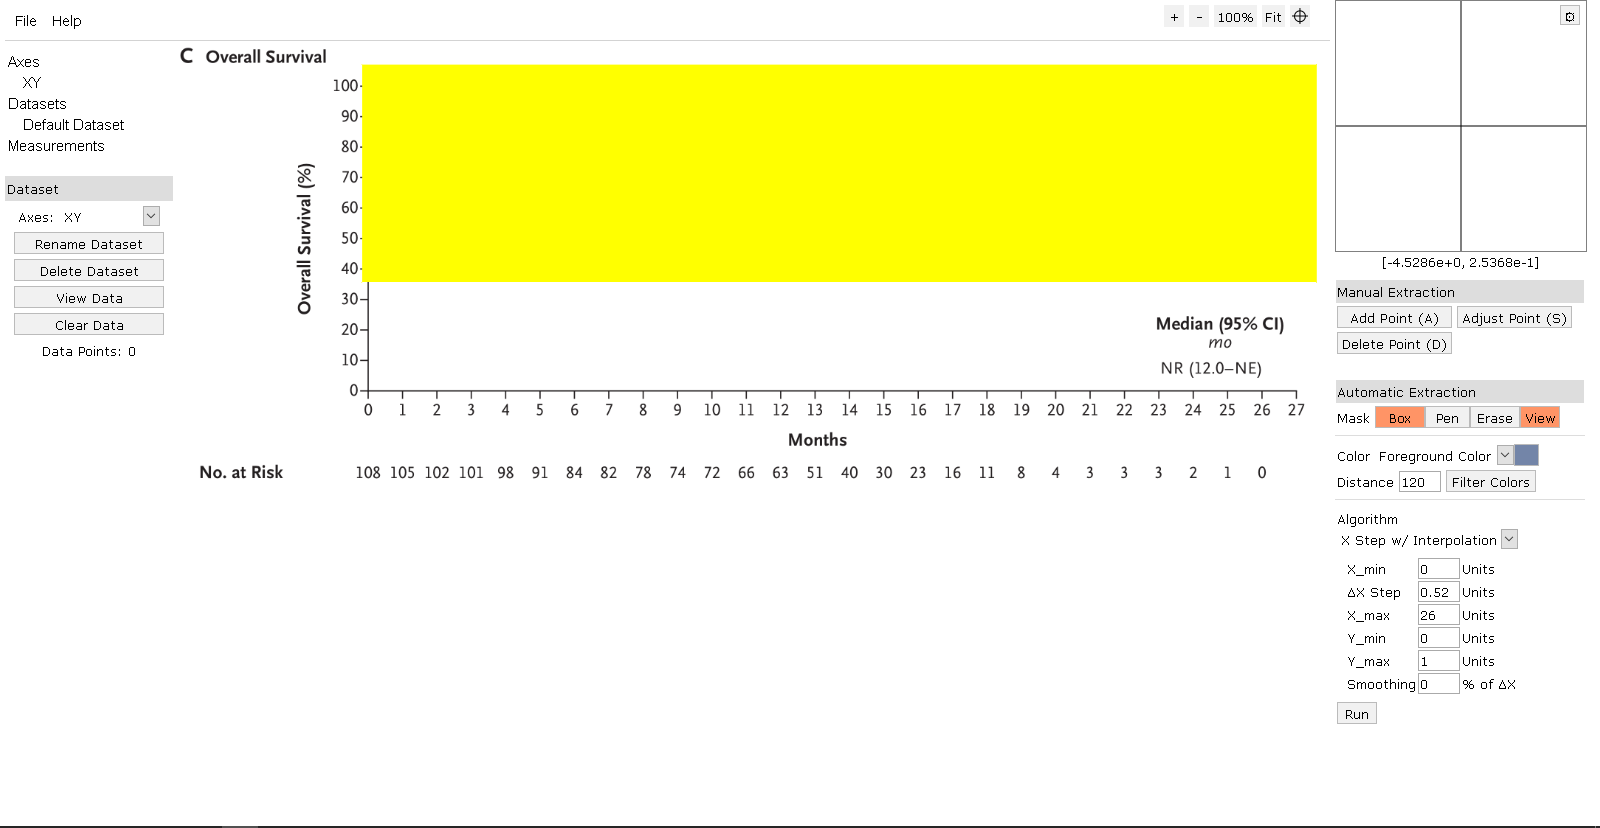 File Help
+ - 100% Fit
Axes
XY
Datasets
Default Dataset
Measurements
Dataset
Axes: XY
Rename Dataset
Delete Dataset
View Data
Clear Data
Data Points: 0
C Overall Survival
Overall Survival (%)
100
90
80
70
60
50
40
30
20
10
0
0 1 2 3 4 5 6 7 8 9 10 11 12 13 14 15 16 17 18 19 20 21 22 23 24 25 26 27
Months
Median (95% CI)
mo
NR (12.0–NE)
No. at Risk 108 105 102 101 98 91 84 82 78 74 72 66 63 51 40 30 23 16 11 8 4 3 3 3 2 1 0
[-4.5286e+0, 2.5368e-1]
Manual Extraction
Add Point (A) Adjust Point (S)
Delete Point (D)
Automatic Extraction
Mask Box Pen Erase View
Color Foreground Color
Distance 120 Filter Colors
Algorithm
X Step w/ Interpolation
X_min 0 Units
ΔX Step 0.52 Units
X_max 26 Units
Y_min 0 Units
Y_max 1 Units
Smoothing 0 % of ΔX
Run